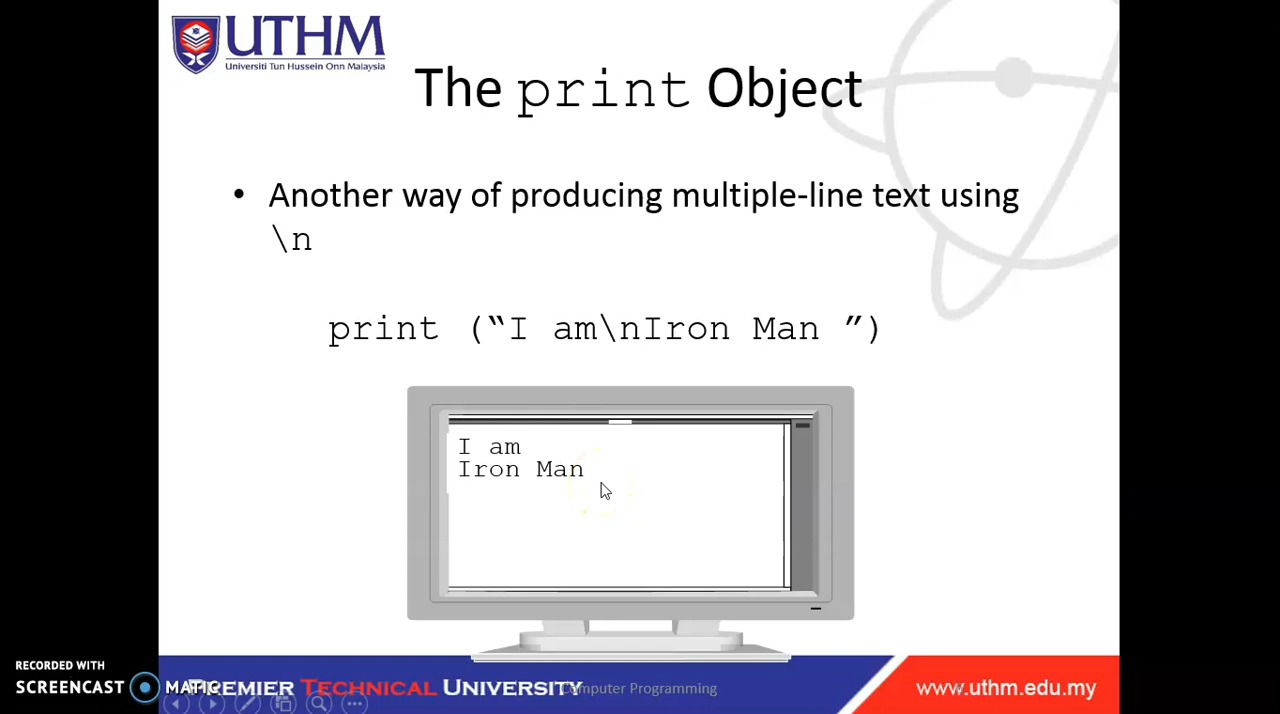 UTHM
Universiti Tun Hussein Onn Malaysia
The print Object
• Another way of producing multiple-line text using
\n
print (“I am\nIron Man ”)
I am
Iron Man
RECORDED WITH
SCREENCAST MATIC
PREMIER TECHNICAL UNIVERSITY
Computer Programming
www.uthm.edu.my